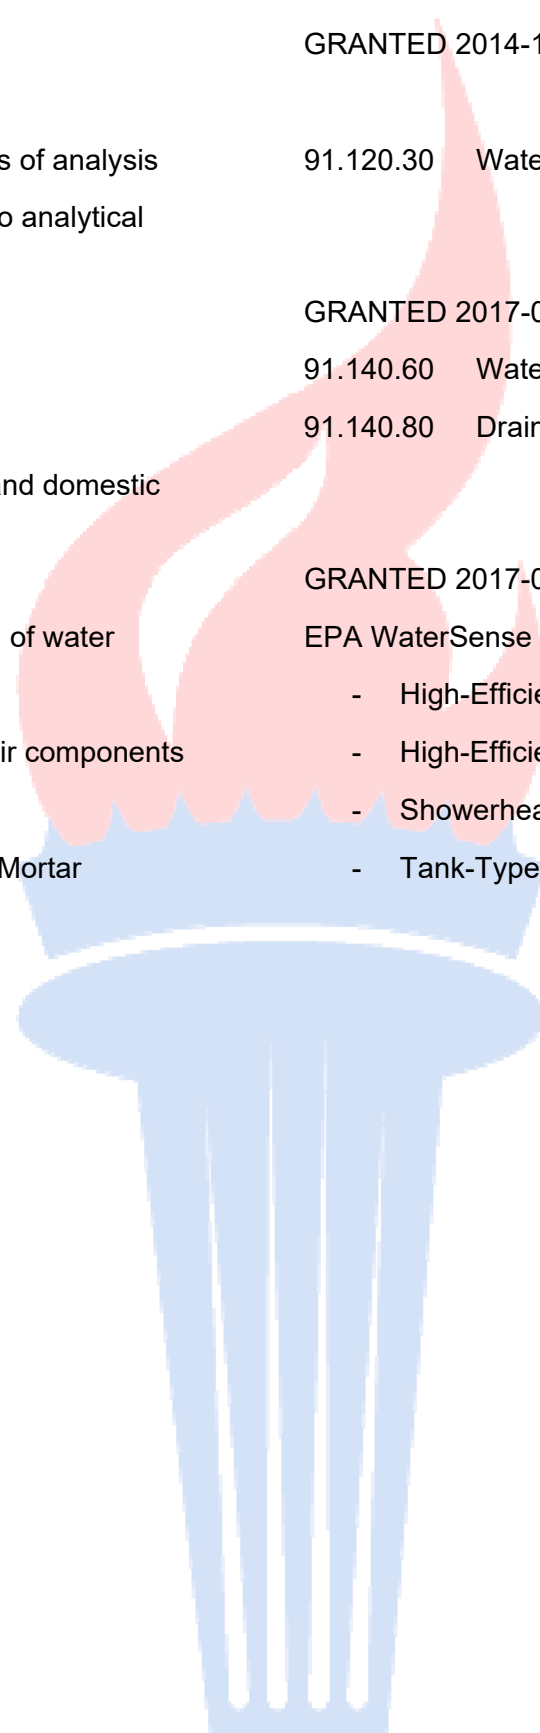 GRANTED 2014-1
s of analysis
91.120.30 Wate
o analytical
GRANTED 2017-0
91.140.60 Wate
91.140.80 Drain
and domestic
GRANTED 2017-0
of water
EPA WaterSense
- High-Efficie
ir components
- High-Efficie
- Showerhea
Mortar
- Tank-Type